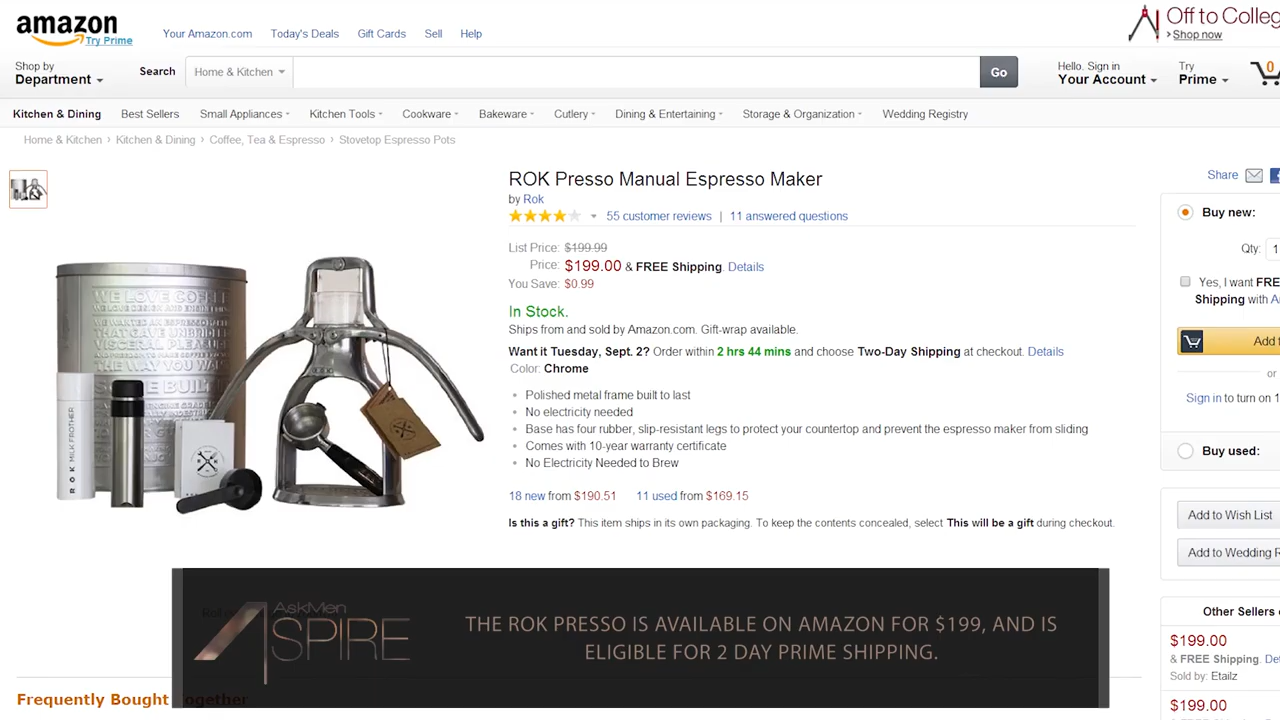 amazon
Try Prime
Your Amazon.com
Today's Deals
Gift Cards
Sell
Help
Off to Colleg
Shop now
Shop by
Department
Search
Home & Kitchen
Go
Hello. Sign in
Your Account
Try
Prime
0
Kitchen & Dining
Best Sellers
Small Appliances
Kitchen Tools
Cookware
Bakeware
Cutlery
Dining & Entertaining
Storage & Organization
Wedding Registry
Home & Kitchen › Kitchen & Dining › Coffee, Tea & Espresso › Stovetop Espresso Pots
ROK Presso Manual Espresso Maker
by Rok
55 customer reviews | 11 answered questions
List Price: $199.99
Price: $199.00 & FREE Shipping. Details
You Save: $0.99
In Stock.
Ships from and sold by Amazon.com. Gift-wrap available.
Want it Tuesday, Sept. 2? Order within 2 hrs 44 mins and choose Two-Day Shipping at checkout. Details
Color: Chrome
Polished metal frame built to last
No electricity needed
Base has four rubber, slip-resistant legs to protect your countertop and prevent the espresso maker from sliding
Comes with 10-year warranty certificate
No Electricity Needed to Brew
18 new from $190.51 11 used from $169.15
Is this a gift? This item ships in its own packaging. To keep the contents concealed, select This will be a gift during checkout.
Share
Buy new:
Qty: 1
Yes, I want FREE
Shipping with A
Add t
or
Sign in to turn on 1
Buy used:
Add to Wish List
Add to Wedding R
Other Sellers o
$199.00
& FREE Shipping. Det
Sold by: Etailz
$199.00
WE LOVE COFFEE
ROK MILK FROTHER
AskMen
ASPIRE
THE ROK PRESSO IS AVAILABLE ON AMAZON FOR $199, AND IS
ELIGIBLE FOR 2 DAY PRIME SHIPPING.
Frequently Bought Together